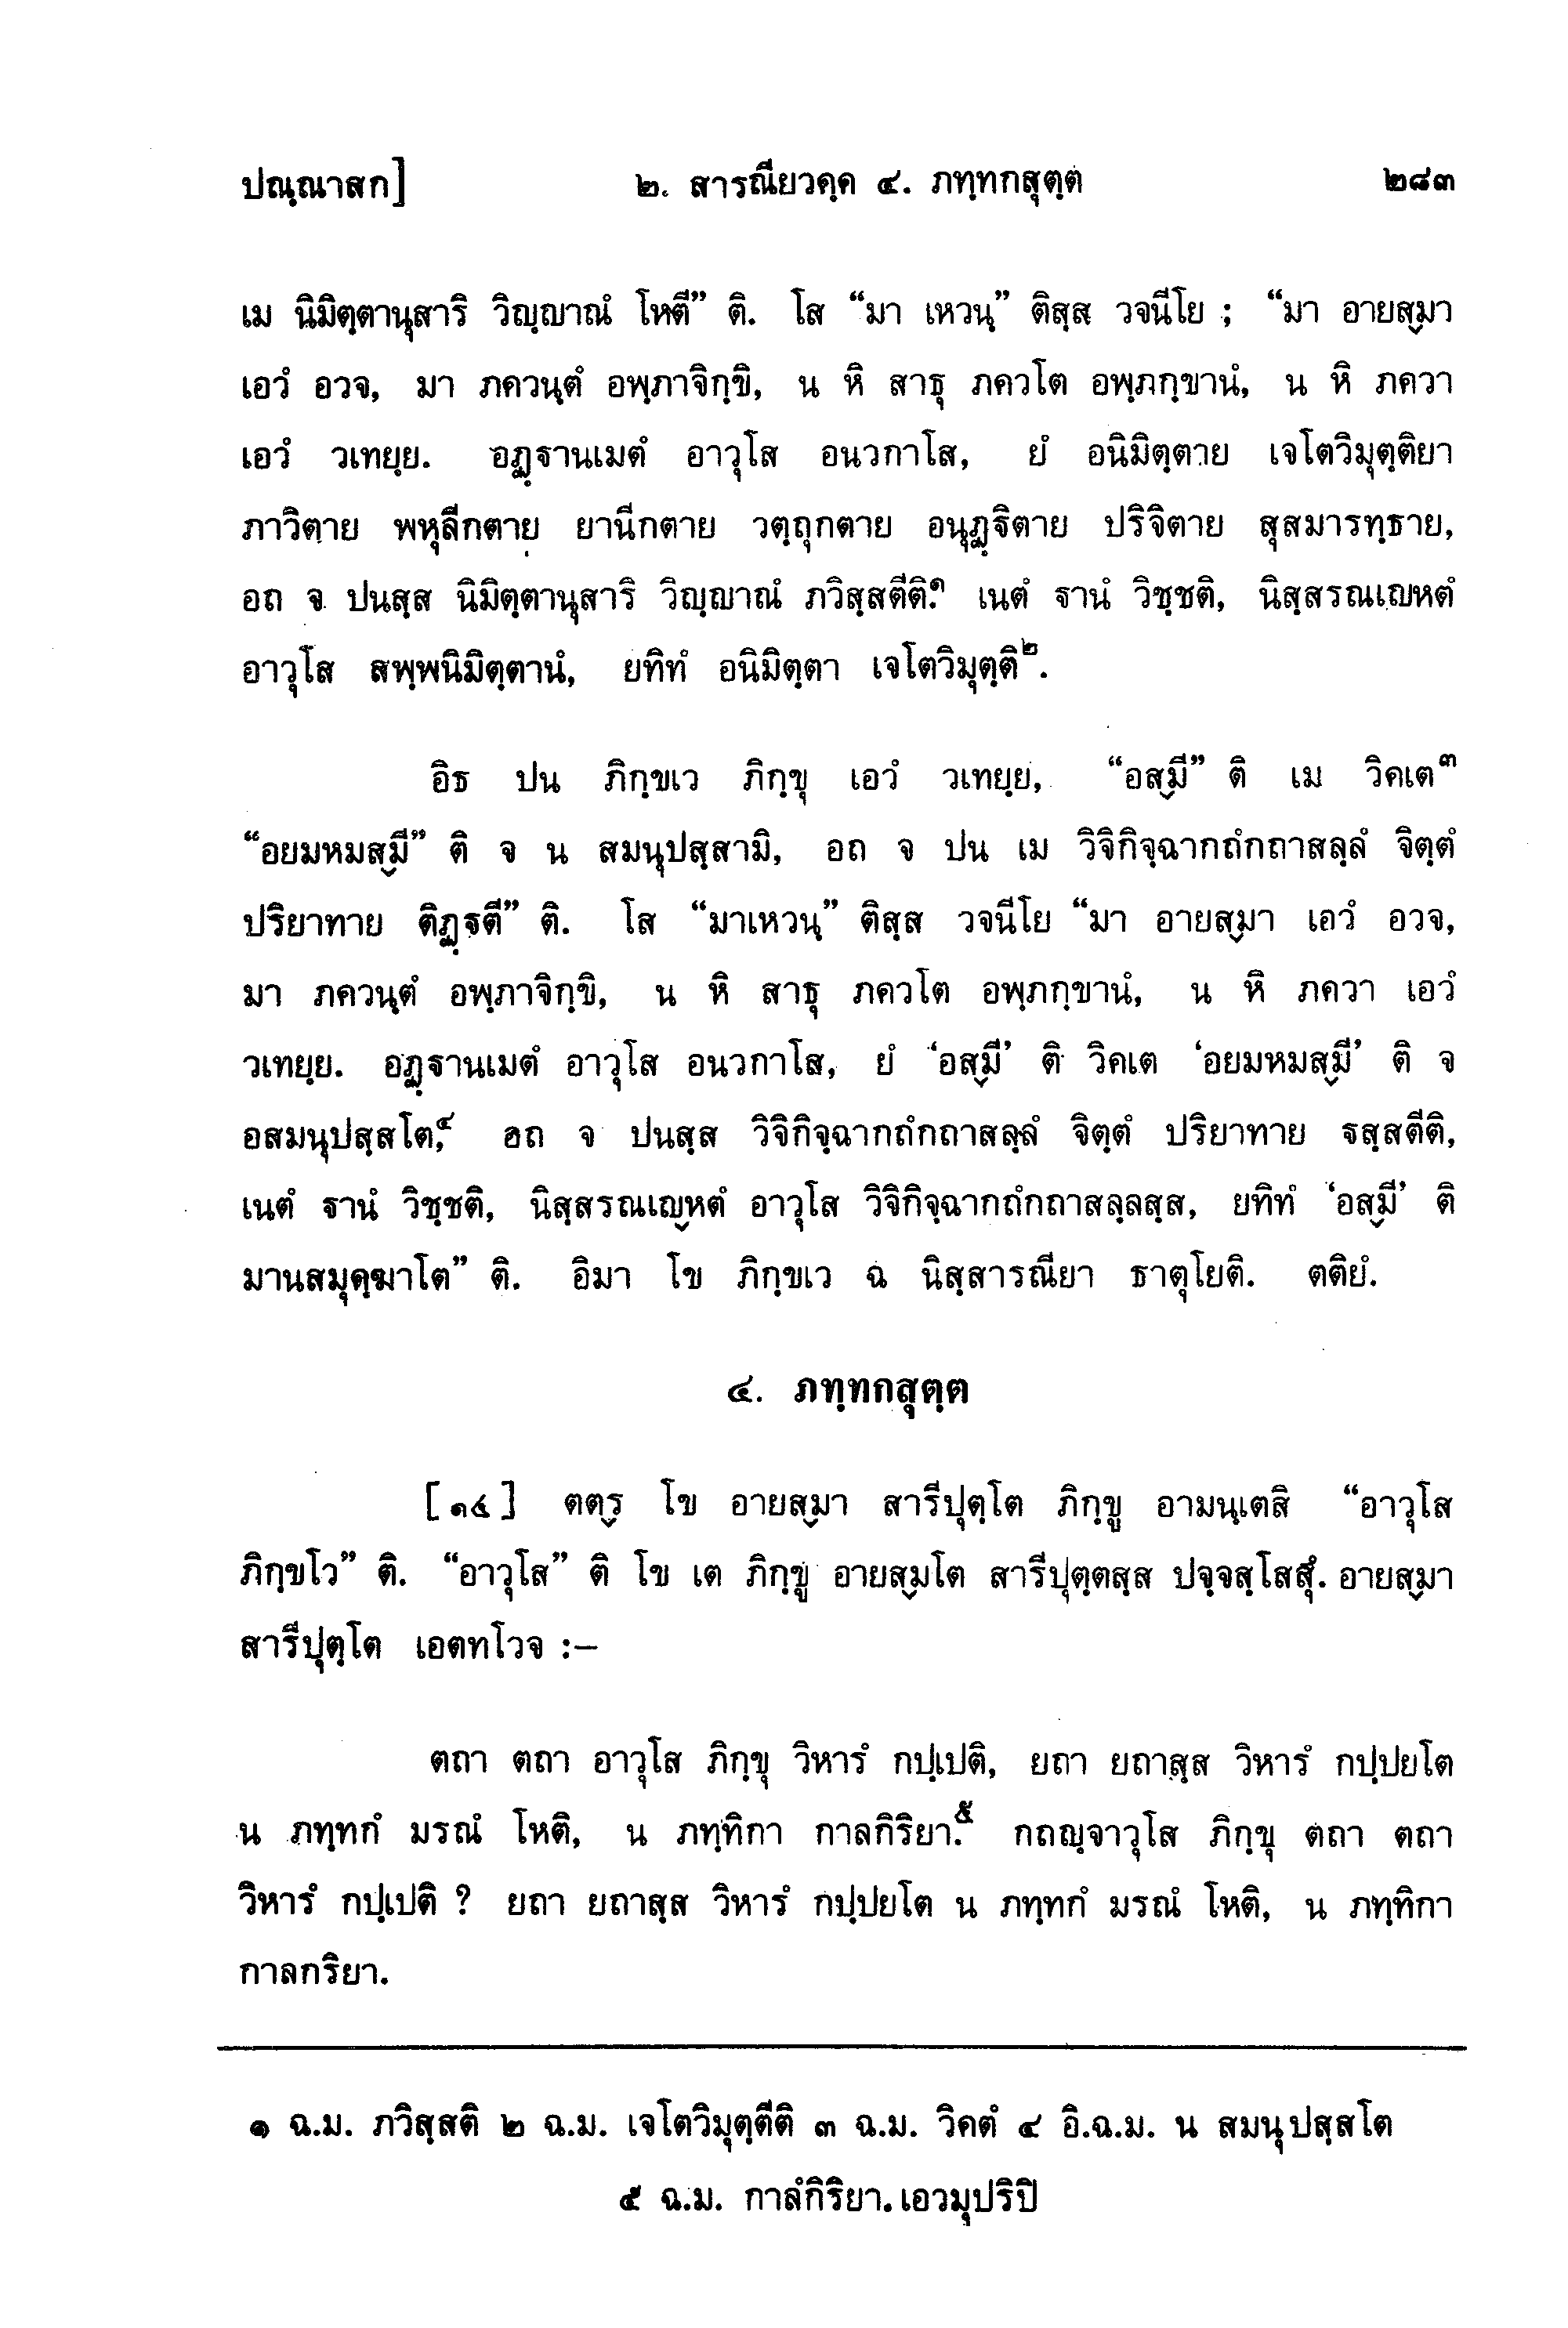 ปณฺณาสก] ๒. สารณียวคฺค ๔. ภทฺทกสุตฺต ๒๘๓
เม นิมิตฺตานุสาริ วิญฺญาณํ โหตี” ติ. โส “มา เหวนฺ” ติสฺส วจนีโย ; “มา อายสฺมา
เอวํ อวจ, มา ภควนฺตํ อพฺภาจิกฺขิ, น หิ สาธุ ภควโต อพฺภกฺขานํ, น หิ ภควา
เอวํ วเทยฺย. อฏฺฐานเมตํ อาวุโส อนวกาโส, ยํ อนิมิตฺตาย เจโตวิมุตฺติยา
ภาวิตาย พหุลีกตาย ยานีกตาย วตฺถุกตาย อนุฏฺฐิตาย ปริจิตาย สุสมารทฺธาย,
อถ จ ปนสฺส นิมิตฺตานุสาริ วิญฺญาณํ ภวิสฺสตีติ.๑ เนตํ ฐานํ วิชฺชติ, นิสฺสรณเญหตํ
อาวุโส สพฺพนิมิตฺตานํ, ยทิทํ อนิมิตฺตา เจโตวิมุตฺติ๒.
อิธ ปน ภิกฺขเว ภิกฺขุ เอวํ วเทยฺย, “อสฺมี” ติ เม วิคเต๓
“อยมหมสฺมี” ติ จ น สมนุปสฺสามิ, อถ จ ปน เม วิจิกิจฺฉากถํกถาสลฺลํ จิตฺตํ
ปริยาทาย ติฏฺฐตี” ติ. โส “มาเหวนฺ” ติสฺส วจนีโย “มา อายสฺมา เอวํ อวจ,
มา ภควนฺตํ อพฺภาจิกฺขิ, น หิ สาธุ ภควโต อพฺภกฺขานํ, น หิ ภควา เอวํ
วเทยฺย. อฏฺฐานเมตํ อาวุโส อนวกาโส, ยํ ‘อสฺมี’ ติ วิคเต ‘อยมหมสฺมี’ ติ จ
อสมนุปสฺสโต,๔ อถ จ ปนสฺส วิจิกิจฺฉากถํกถาสลฺลํ จิตฺตํ ปริยาทาย ฐสฺสตีติ,
เนตํ ฐานํ วิชฺชติ, นิสฺสรณเญฺหตํ อาวุโส วิจิกิจฺฉากถํกถาสลฺลสฺส, ยทิทํ ‘อสฺมี’ ติ
มานสมุคฺฆาโต” ติ. อิมา โข ภิกฺขเว ฉ นิสฺสารณียา ธาตุโยติ. ตติยํ.
๔. ภทฺทกสุตฺต
[๑๔] ตตฺร โข อายสฺมา สารีปุตฺโต ภิกฺขู อามนฺเตสิ “อาวุโส
ภิกฺขโว” ติ. “อาวุโส” ติ โข เต ภิกฺขู อายสฺมโต สารีปุตฺตสฺส ปจฺจสฺโสสุํ. อายสฺมา
สารีปุตฺโต เอตทโวจ :–
ตถา ตถา อาวุโส ภิกฺขุ วิหารํ กปฺเปติ, ยถา ยถาสฺส วิหารํ กปฺปยโต
น ภทฺทกํ มรณํ โหติ, น ภทฺทิกา กาลกิริยา.๕ กถญฺจาวุโส ภิกฺขุ ตถา ตถา
วิหารํ กปฺเปติ ? ยถา ยถาสฺส วิหารํ กปฺปยโต น ภทฺทกํ มรณํ โหติ, น ภทฺทิกา
กาลกริยา.
๑ ฉ.ม. ภวิสฺสติ ๒ ฉ.ม. เจโตวิมุตฺตีติ ๓ ฉ.ม. วิคตํ ๔ อิ.ฉ.ม. น สมนุปสฺสโต
๕ ฉ.ม. กาลํกิริยา. เอวมุปริปิ